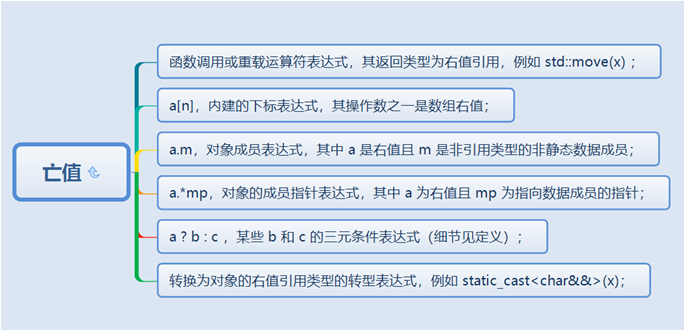 函数调用或重载运算符表达式，其返回类型为右值引用，例如 std::move(x) ；
a[n]，内建的下标表达式，其操作数之一是数组右值；
a.m，对象成员表达式，其中 a 是右值且 m 是非引用类型的非静态数据成员；
亡值
a.*mp，对象的成员指针表达式，其中 a 为右值且 mp 为指向数据成员的指针；
a ? b : c ，某些 b 和 c 的三元条件表达式（细节见定义）；
转换为对象的右值引用类型的转型表达式，例如 static_cast<char&&>(x)；